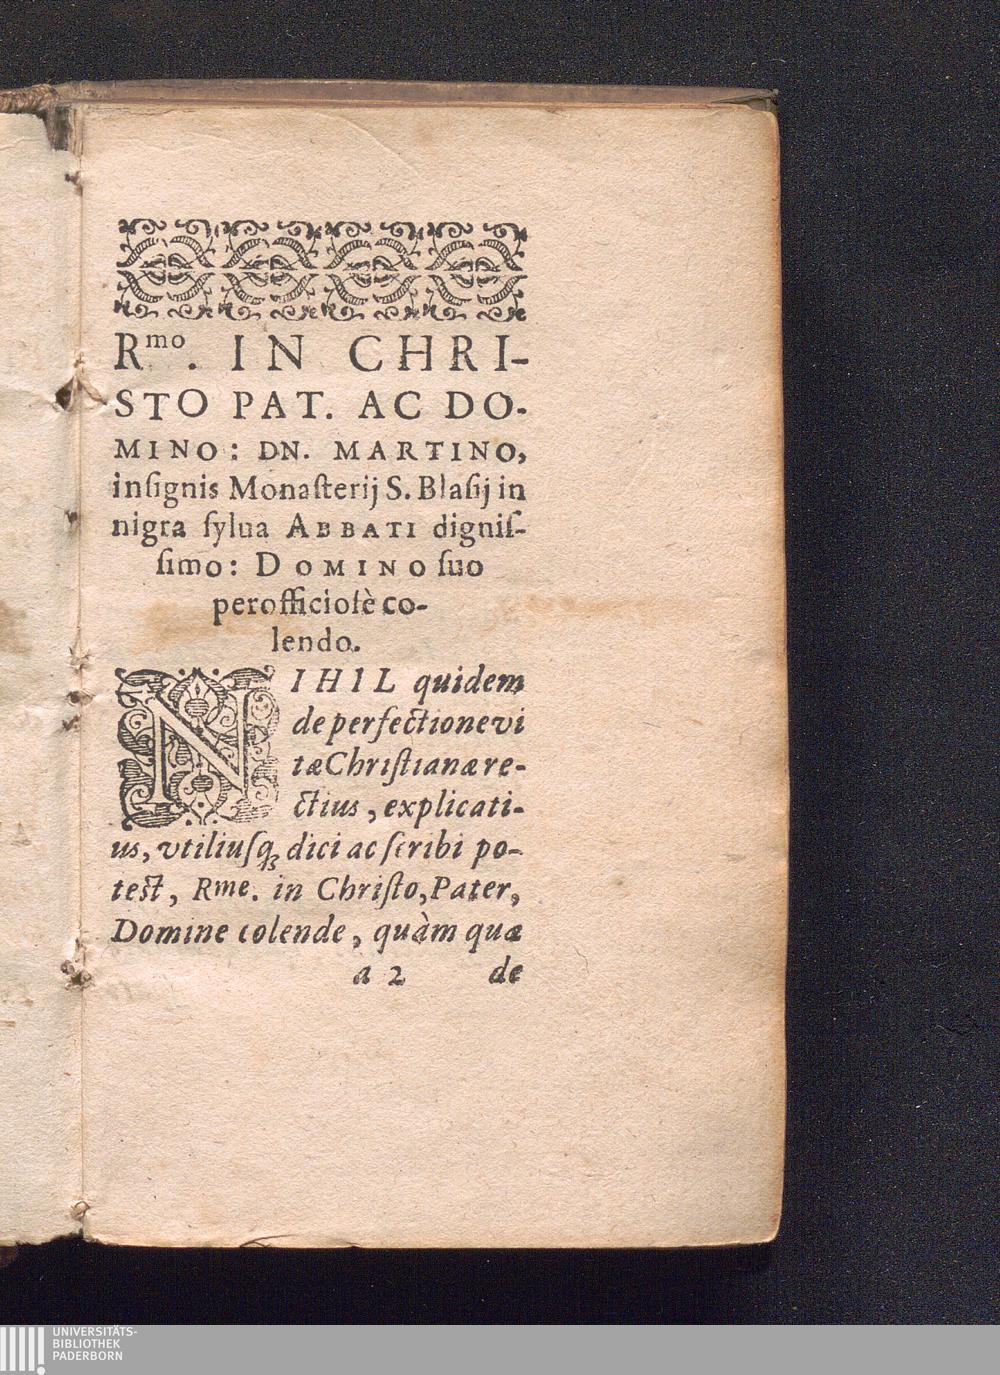 Rmo. IN CHRI-
STO PAT. AC DO-
MINO: DN. MARTINO,
inſignis Monaſterij S. Blaſij in
nigra ſylua ABBATI digniſ-
ſimo: DOMINO ſuo
perofficioſè co-
lendo.
NIHIL quidem
de perfectione vi
tæ Chriſtianæ re-
ctius, explicati-
us, vtiliuſq́ꝫ dici ac ſcribi po-
test, Rme. in Chriſto, Pater,
Domine colende, quàm quæ
a 2 de
UNIVERSITÄTS-
BIBLIOTHEK
PADERBORN